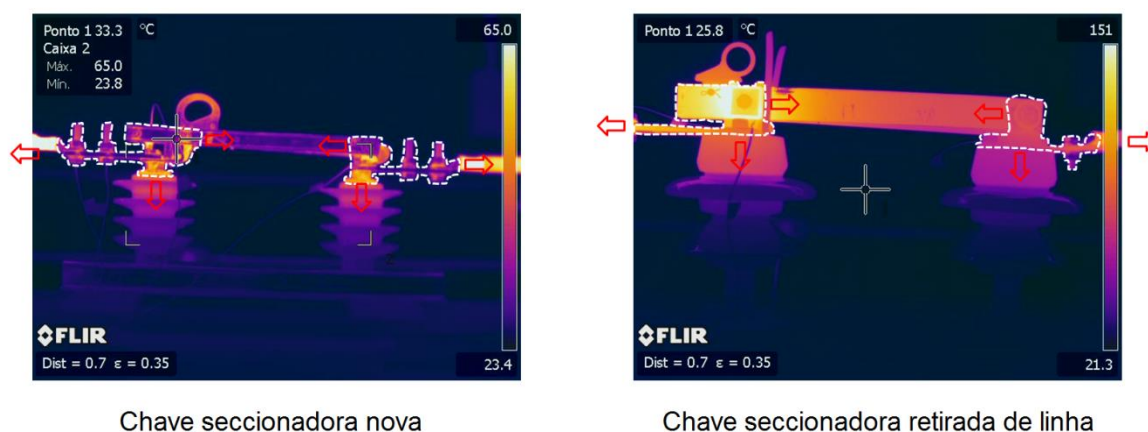 Ponto 1 33.3 °C
Caixa 2
Máx. 65.0
Mín. 23.8
65.0
FLIR
Dist = 0.7 ε = 0.35
23.4
Chave seccionadora nova
Ponto 1 25.8 °C
151
FLIR
Dist = 0.7 ε = 0.35
21.3
Chave seccionadora retirada de linha